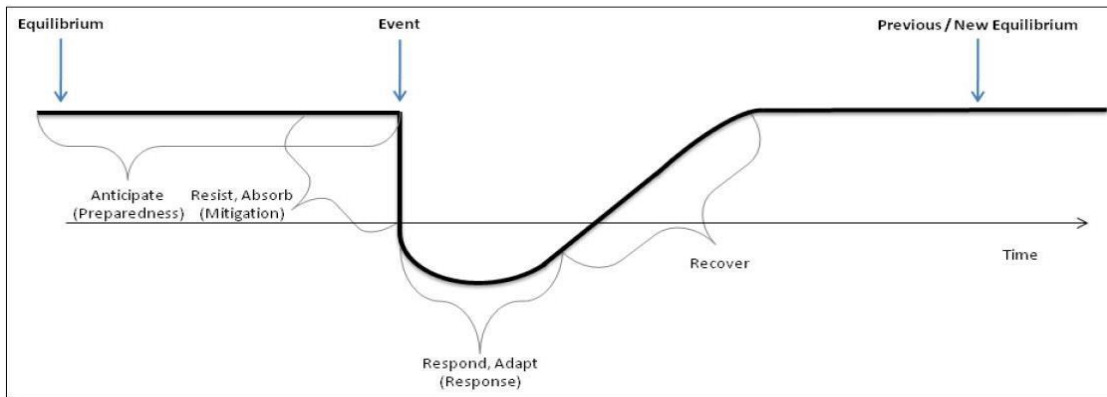 Equilibrium
Event
Previous / New Equilibrium
Anticipate
(Preparedness)
Resist, Absorb
(Mitigation)
Time
Recover
Respond, Adapt
(Response)